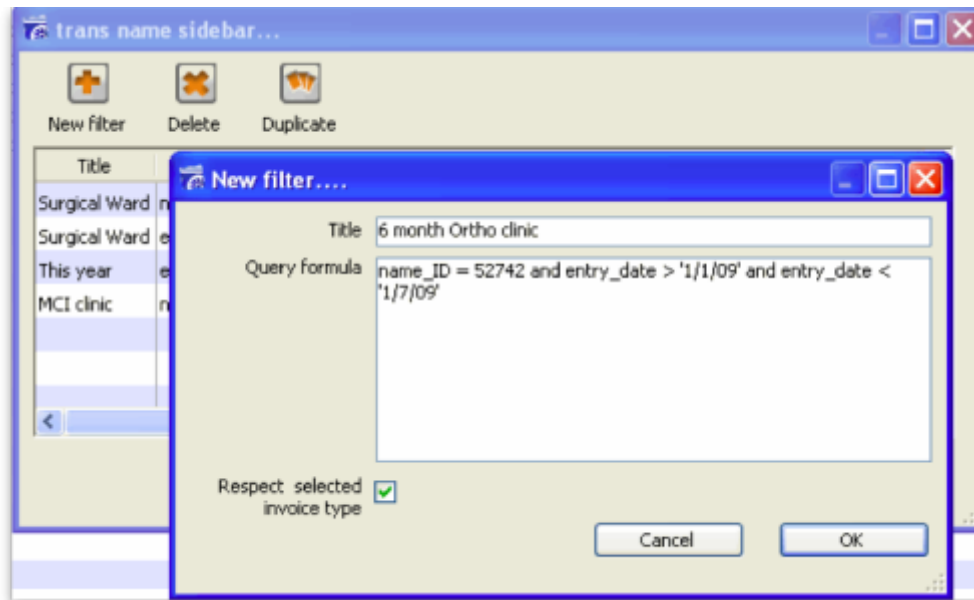 trans name sidebar...
New filter Delete Duplicate
Title
Surgical Ward n
Surgical Ward e
This year e
MCI clinic n
New filter....
Title 6 month Ortho clinic
Query formula name_ID = 52742 and entry_date > '1/1/09' and entry_date <
'1/7/09'
Respect selected
invoice type
Cancel OK